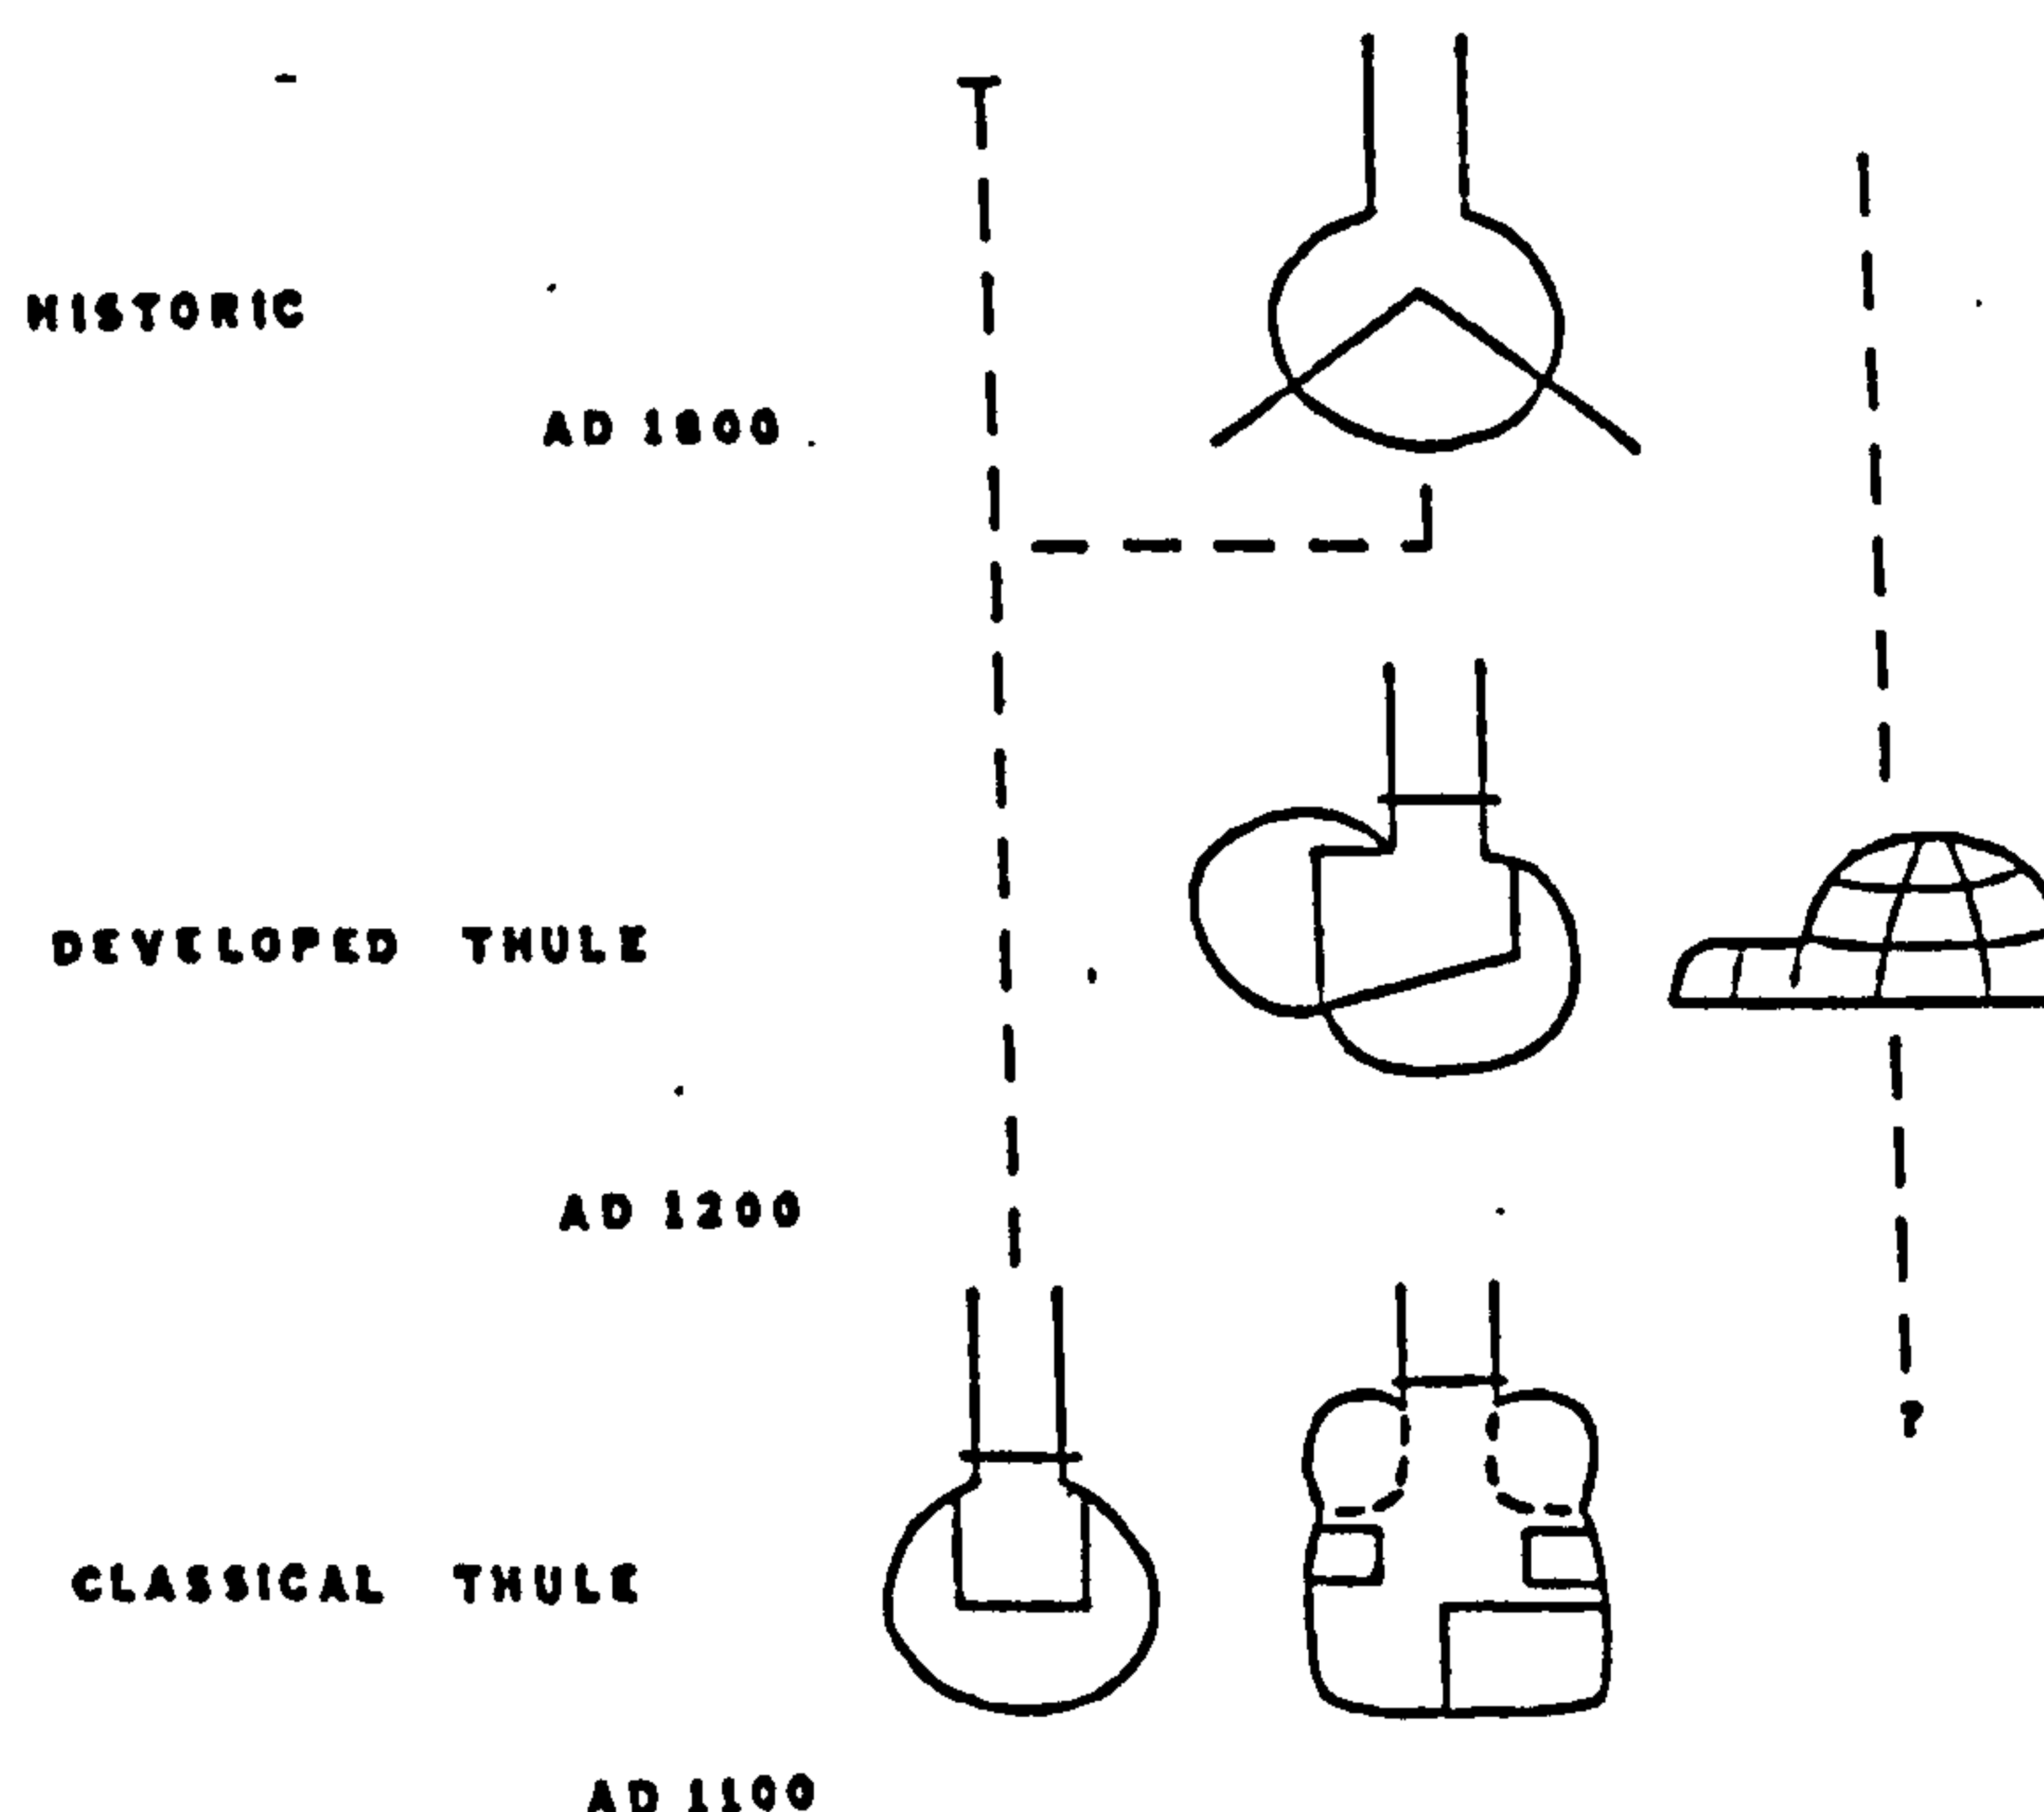 HISTORIC
AD 1800
DEVELOPED THULE
AD 1200
?
CLASSICAL THULE
AD 1100